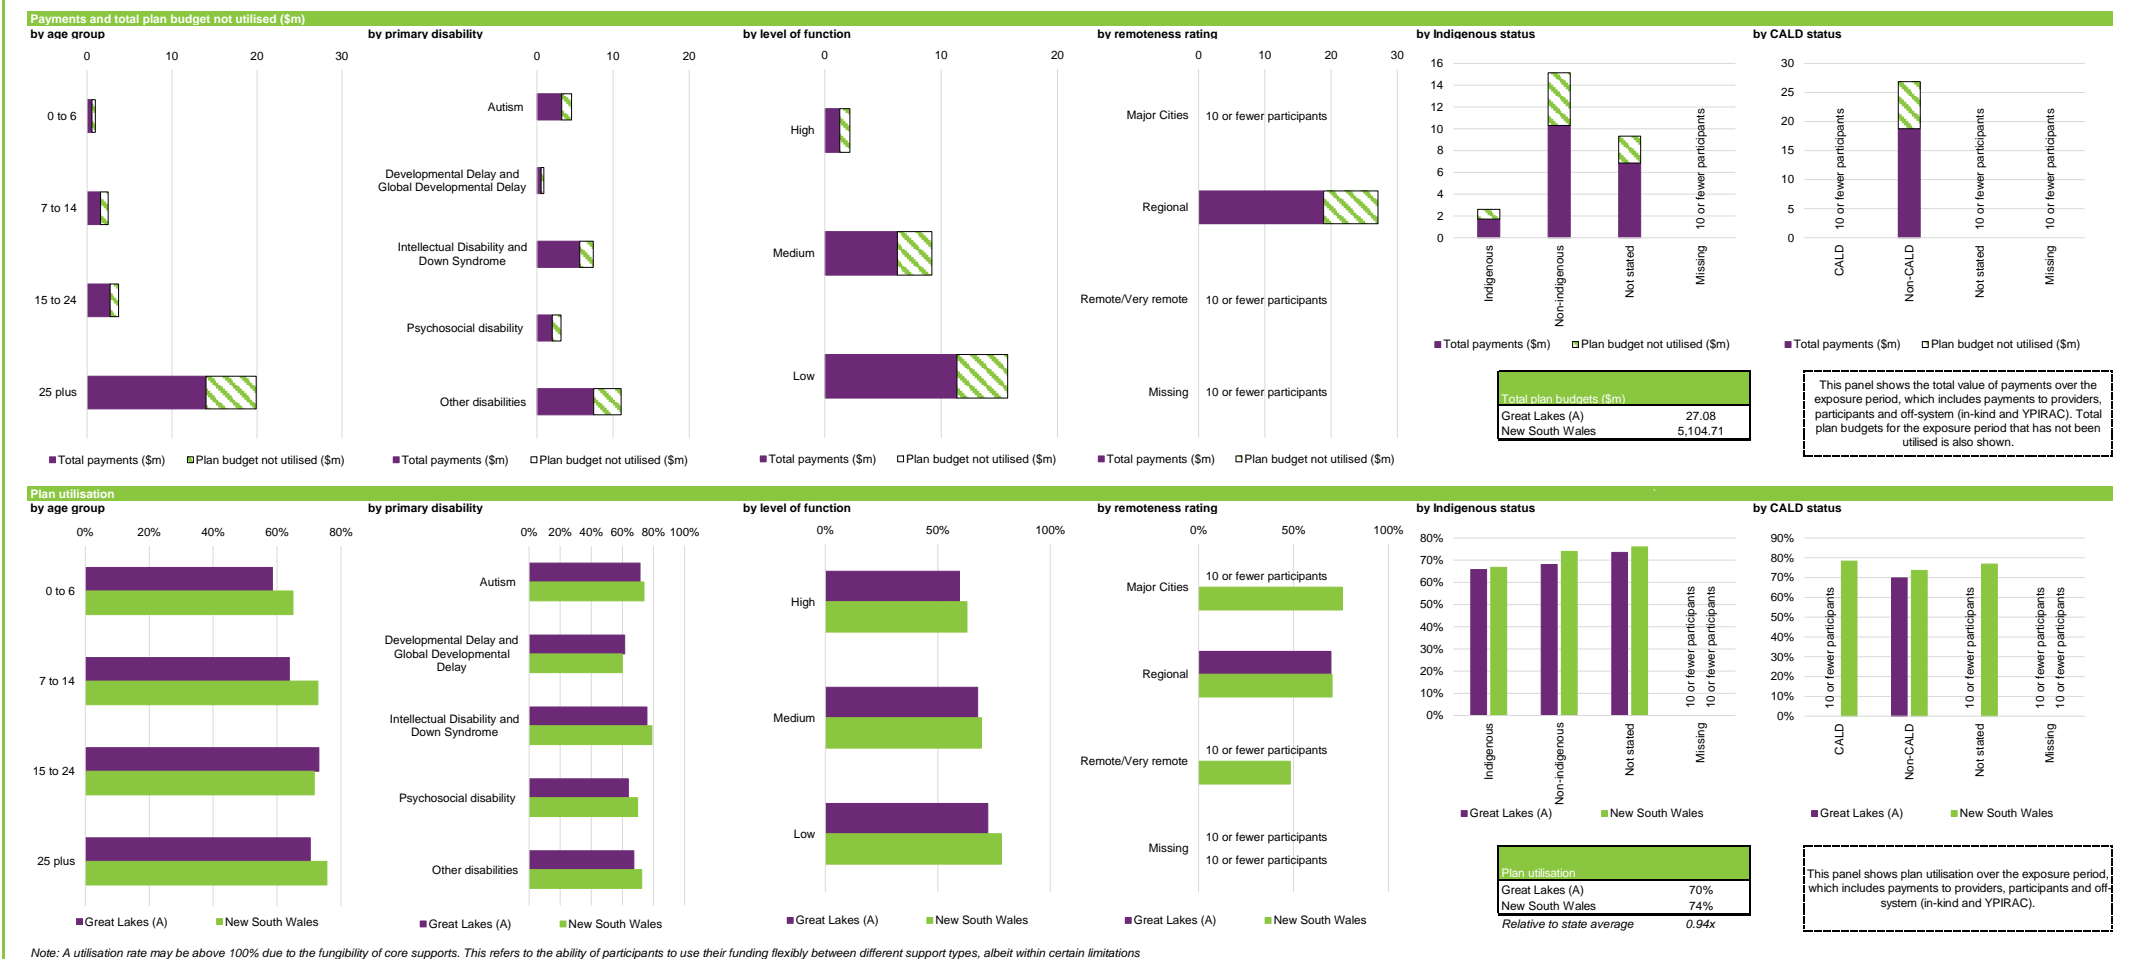 Payments and total plan budget not utilised ($m)
by age group
0 10 20 30
0 to 6
7 to 14
15 to 24
25 plus
Total payments ($m) Plan budget not utilised ($m)
by primary disability
0 10 20
Autism
Developmental Delay and
Global Developmental Delay
Intellectual Disability and
Down Syndrome
Psychosocial disability
Other disabilities
Total payments ($m) Plan budget not utilised ($m)
by level of function
0 10 20
High
Medium
Low
Total payments ($m) Plan budget not utilised ($m)
by remoteness rating
0 10 20 30
Major Cities 10 or fewer participants
Regional
Remote/Very remote 10 or fewer participants
Missing 10 or fewer participants
Total payments ($m) Plan budget not utilised ($m)
by Indigenous status
16
14
12
10
8
6
4
2
0
10 or fewer participants
Indigenous
Non-indigenous
Not stated
Missing
Total payments ($m) Plan budget not utilised ($m)
by CALD status
30
25
20
15
10
5
0
10 or fewer participants
10 or fewer participants
10 or fewer participants
CALD
Non-CALD
Not stated
Missing
Total payments ($m) Plan budget not utilised ($m)
Total plan budgets ($m)
Great Lakes (A) 27.08
New South Wales 5,104.71
This panel shows the total value of payments over the
exposure period, which includes payments to providers,
participants and off-system (in-kind and YPIRAC). Total
plan budgets for the exposure period that has not been
utilised is also shown.
Plan utilisation
by age group
0% 20% 40% 60% 80%
0 to 6
7 to 14
15 to 24
25 plus
Great Lakes (A) New South Wales
by primary disability
0% 20% 40% 60% 80% 100%
Autism
Developmental Delay and
Global Developmental
Delay
Intellectual Disability and
Down Syndrome
Psychosocial disability
Other disabilities
Great Lakes (A) New South Wales
by level of function
0% 50% 100%
High
Medium
Low
Great Lakes (A) New South Wales
by remoteness rating
0% 50% 100%
10 or fewer participants
Major Cities
Regional
10 or fewer participants
Remote/Very remote
10 or fewer participants
Missing
10 or fewer participants
Great Lakes (A) New South Wales
by Indigenous status
80%
70%
60%
50%
40%
30%
20%
10%
0%
10 or fewer participants
10 or fewer participants
Indigenous
Non-indigenous
Not stated
Missing
Great Lakes (A) New South Wales
by CALD status
90%
80%
70%
60%
50%
40%
30%
20%
10%
0%
10 or fewer participants
10 or fewer participants
10 or fewer participants
10 or fewer participants
CALD
Non-CALD
Not stated
Missing
Great Lakes (A) New South Wales
Plan utilisation
Great Lakes (A) 70%
New South Wales 74%
Relative to state average 0.94x
This panel shows plan utilisation over the exposure period,
which includes payments to providers, participants and off-
system (in-kind and YPIRAC).
Note: A utilisation rate may be above 100% due to the fungibility of core supports. This refers to the ability of participants to use their funding flexibly between different support types, albeit within certain limitations